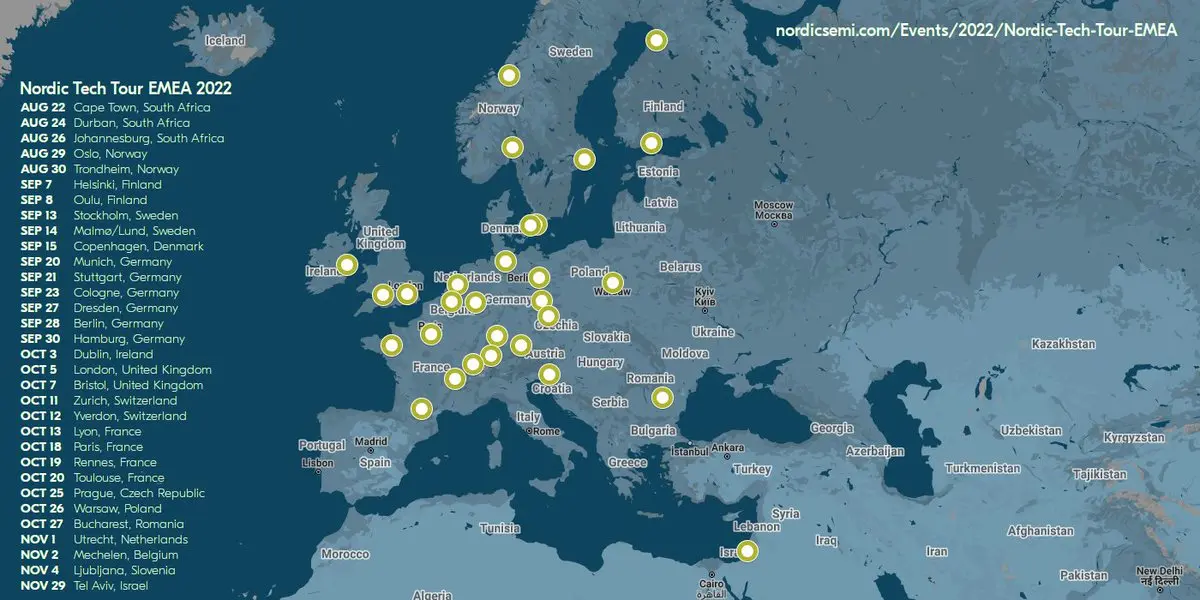 nordicsemi.com/Events/2022/Nordic-Tech-Tour-EMEA
Nordic Tech Tour EMEA 2022
AUG 22 Cape Town, South Africa
AUG 24 Durban, South Africa
AUG 26 Johannesburg, South Africa
AUG 29 Oslo, Norway
AUG 30 Trondheim, Norway
SEP 7 Helsinki, Finland
SEP 8 Oulu, Finland
SEP 13 Stockholm, Sweden
SEP 14 Malmø/Lund, Sweden
SEP 15 Copenhagen, Denmark
SEP 20 Munich, Germany
SEP 21 Stuttgart, Germany
SEP 23 Cologne, Germany
SEP 27 Dresden, Germany
SEP 28 Berlin, Germany
SEP 30 Hamburg, Germany
OCT 3 Dublin, Ireland
OCT 5 London, United Kingdom
OCT 7 Bristol, United Kingdom
OCT 11 Zurich, Switzerland
OCT 12 Yverdon, Switzerland
OCT 13 Lyon, France
OCT 18 Paris, France
OCT 19 Rennes, France
OCT 20 Toulouse, France
OCT 25 Prague, Czech Republic
OCT 26 Warsaw, Poland
OCT 27 Bucharest, Romania
NOV 1 Utrecht, Netherlands
NOV 2 Mechelen, Belgium
NOV 4 Ljubljana, Slovenia
NOV 29 Tel Aviv, Israel
Iceland
Sweden
Norway
Finland
Estonia
Latvia
Moscow
Москва
Lithuania
United
Kingdom
Poland
Belarus
Germany
Kyiv
Київ
Slovakia
Ukraine
Kazakhstan
France
Austria
Hungary
Moldova
Croatia
Romania
Serbia
Italy
Rome
Bulgaria
Georgia
Uzbekistan
Kyrgyzstan
Portugal
Madrid
Lisbon
Spain
Istanbul
Ankara
Azerbaijan
Greece
Turkey
Turkmenistan
Tajikistan
Tunisia
Syria
Lebanon
Iraq
Iran
Afghanistan
Morocco
Pakistan
New Delhi
नई दिल्ली
Cairo
القاهرة
Algeria